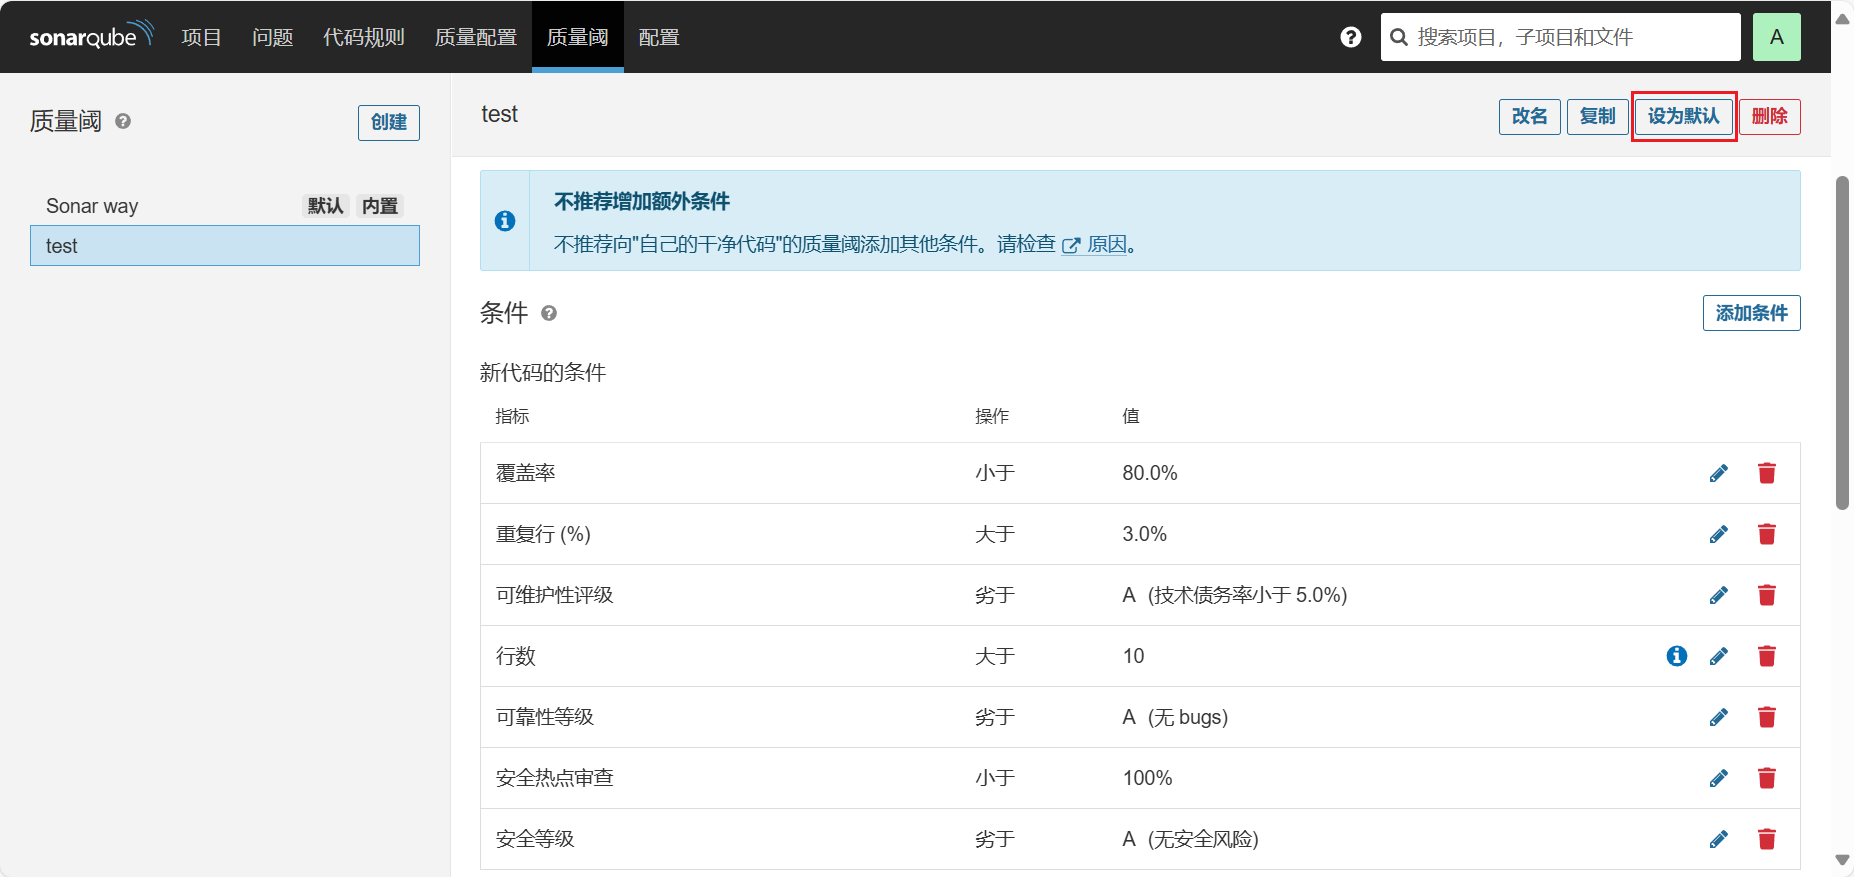 sonarqube 项目 问题 代码规则 质量配置 质量阈 配置 搜索项目，子项目和文件 A
质量阈 创建
Sonar way 默认 内置
test
test 改名 复制 设为默认 删除
不推荐增加额外条件
不推荐向"自己的干净代码"的质量阈添加其他条件。请检查 原因。
条件 添加条件
新代码的条件
指标 操作 值
覆盖率 小于 80.0%
重复行 (%) 大于 3.0%
可维护性评级 劣于 A (技术债务率小于 5.0%)
行数 大于 10
可靠性等级 劣于 A (无 bugs)
安全热点审查 小于 100%
安全等级 劣于 A (无安全风险)